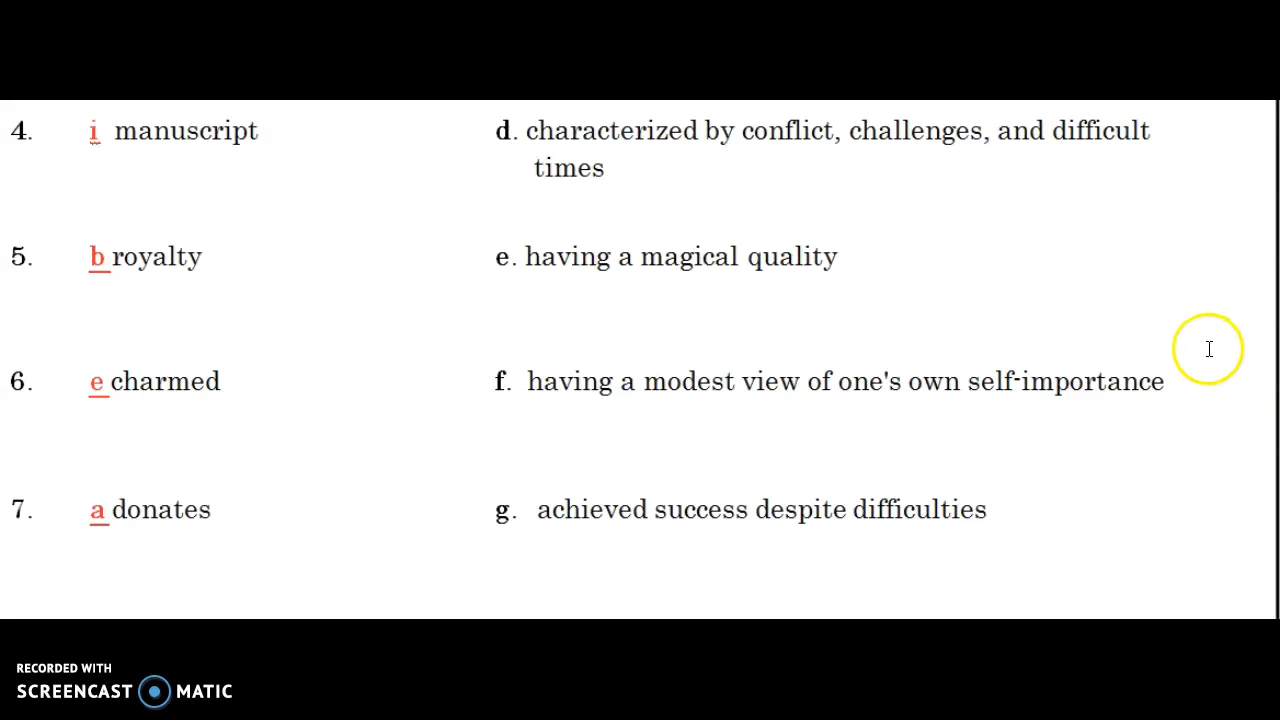 4. i manuscript d. characterized by conflict, challenges, and difficult
times
5. b royalty e. having a magical quality
6. e charmed f. having a modest view of one's own self-importance
7. a donates g. achieved success despite difficulties
RECORDED WITH
SCREENCAST MATIC